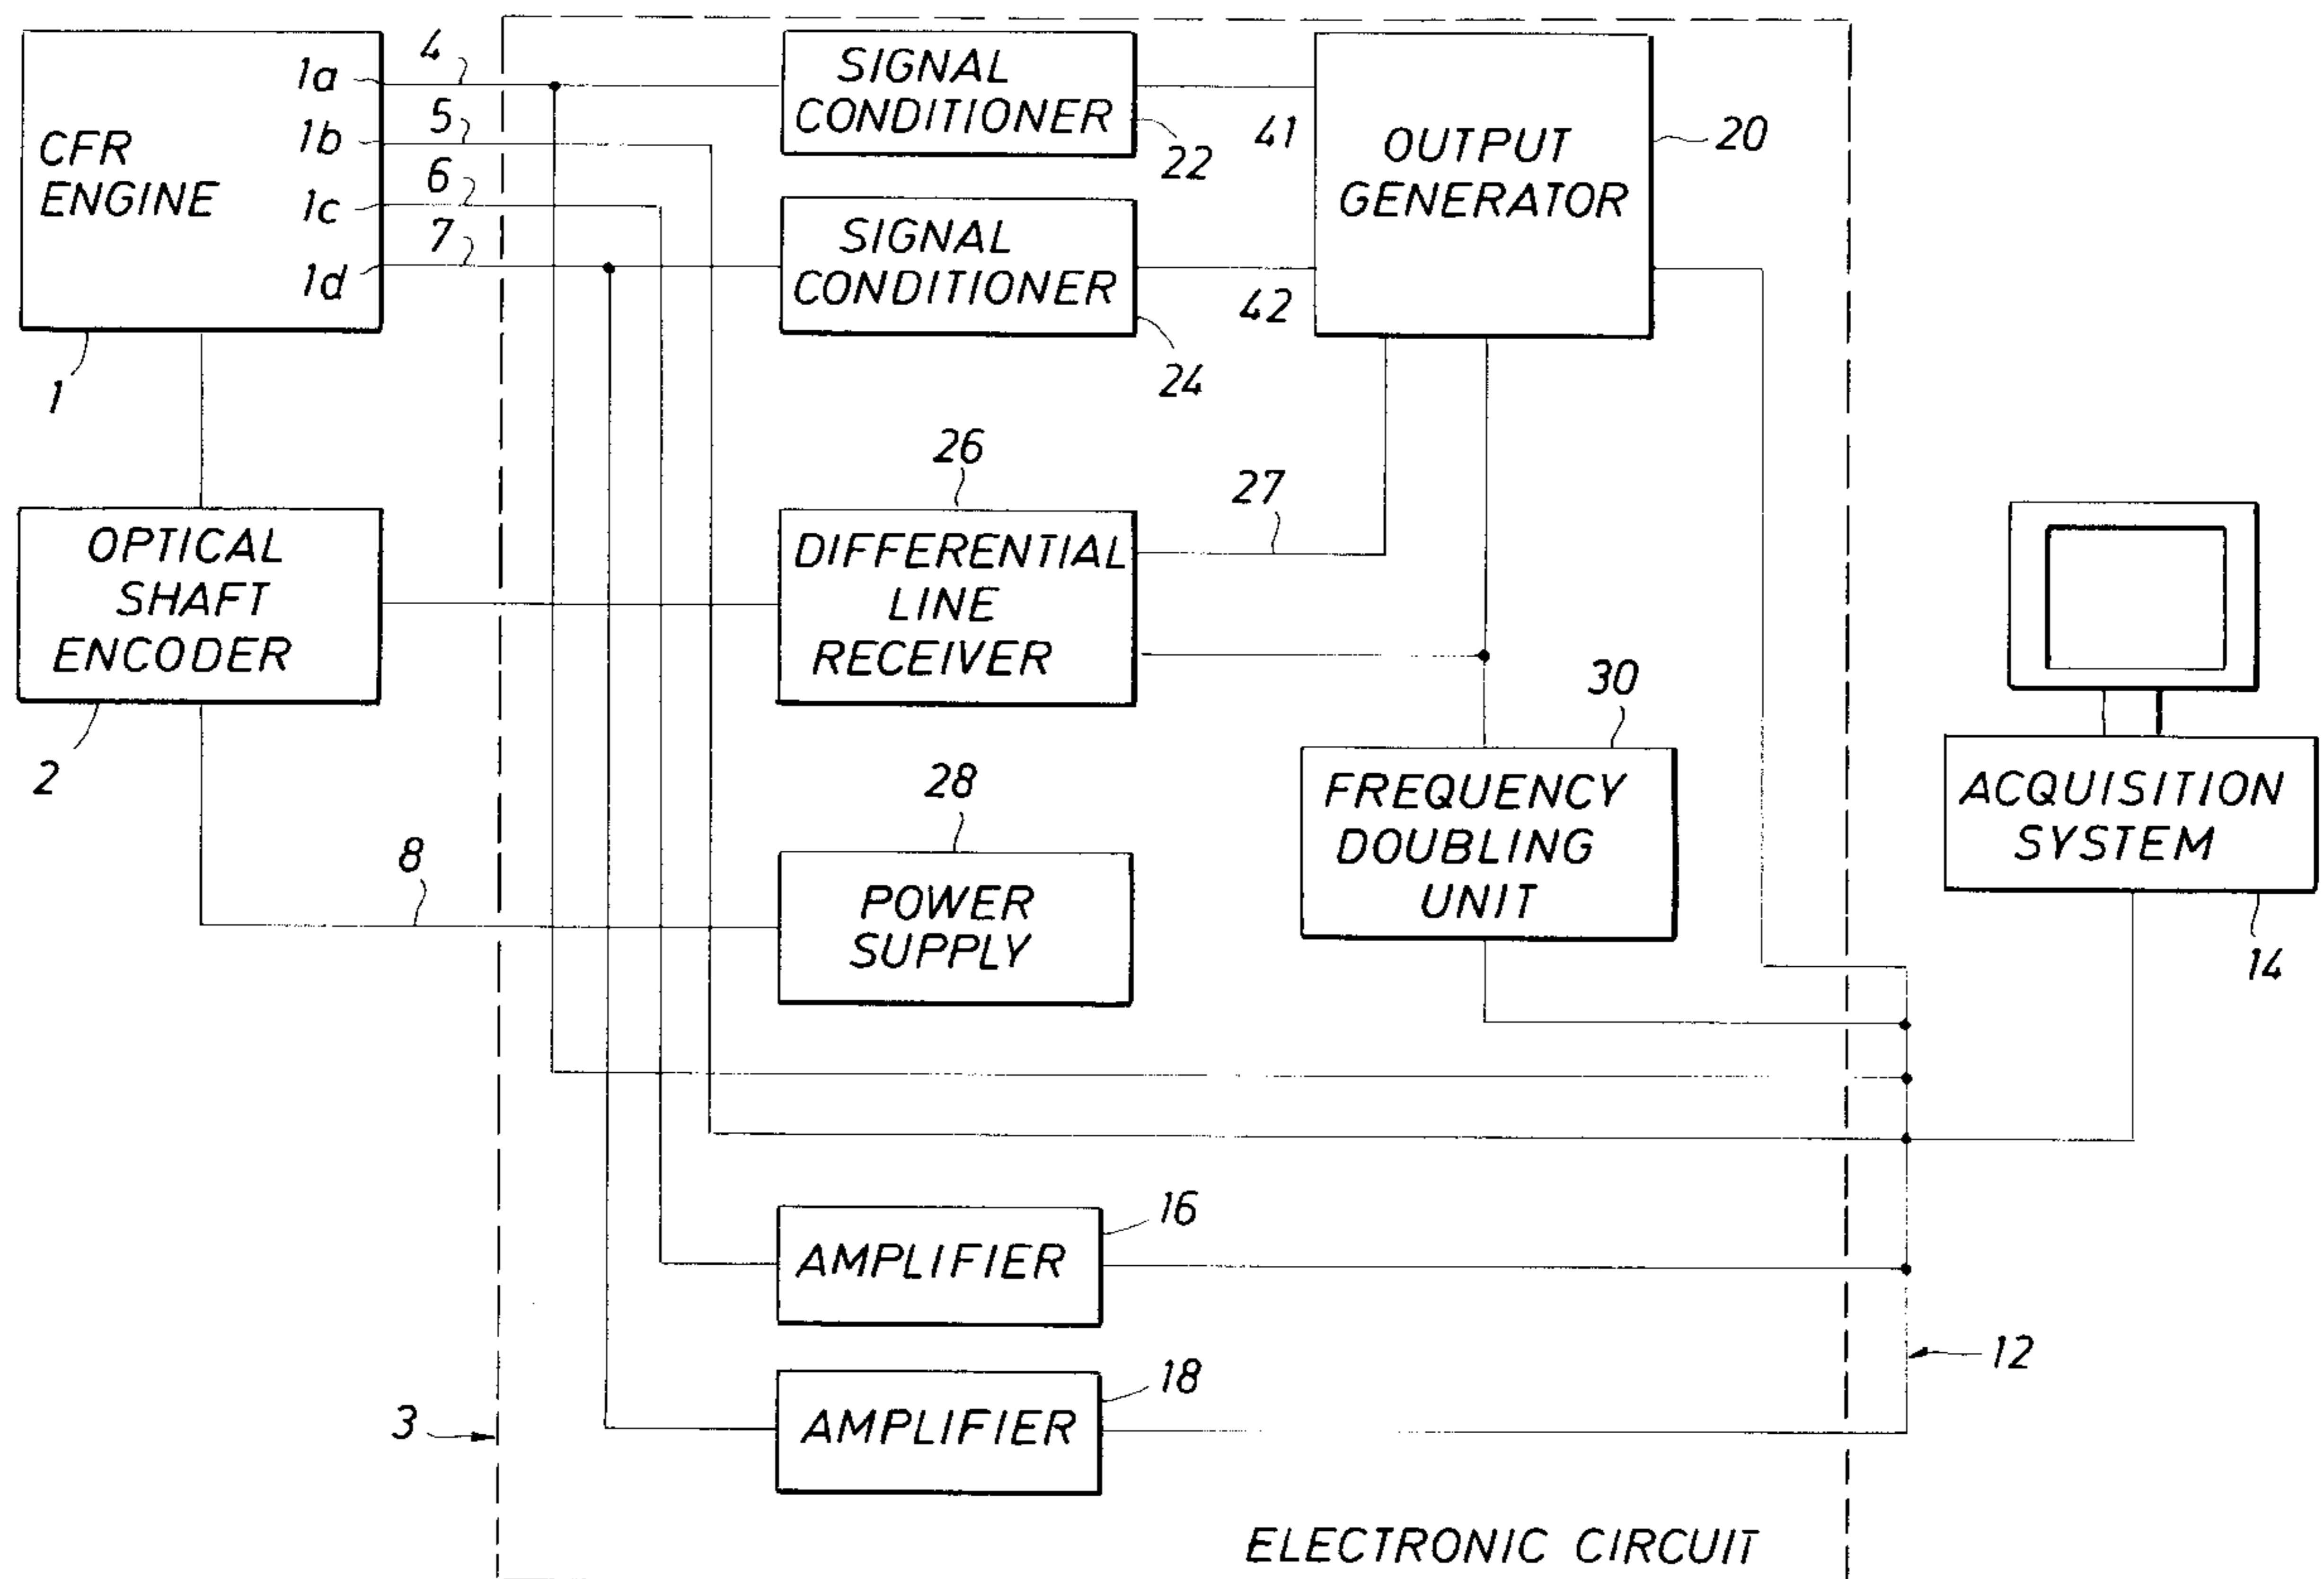 CFR
ENGINE
1a
1b
1c
1d
4
5
6
7
1
SIGNAL
CONDITIONER
22
SIGNAL
CONDITIONER
24
41
42
OUTPUT
GENERATOR
20
OPTICAL
SHAFT
ENCODER
2
26
DIFFERENTIAL
LINE
RECEIVER
27
28
POWER
SUPPLY
8
30
FREQUENCY
DOUBLING
UNIT
ACQUISITION
SYSTEM
14
AMPLIFIER
16
AMPLIFIER
18
12
3
ELECTRONIC CIRCUIT